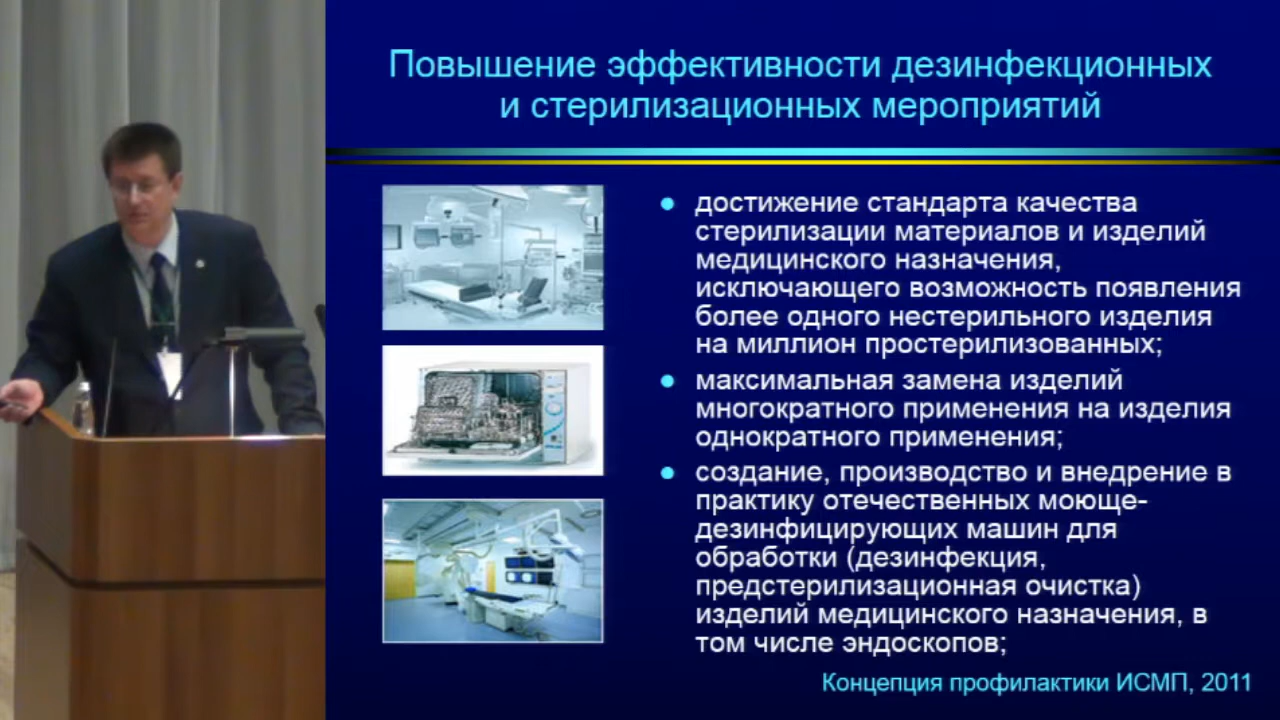 Повышение эффективности дезинфекционных
и стерилизационных мероприятий
достижение стандарта качества
стерилизации материалов и изделий
медицинского назначения,
исключающего возможность появления
более одного нестерильного изделия
на миллион простерилизованных;
максимальная замена изделий
многократного применения на изделия
однократного применения;
создание, производство и внедрение в
практику отечественных моюще-
дезинфицирующих машин для
обработки (дезинфекция,
предстерилизационная очистка)
изделий медицинского назначения, в
том числе эндоскопов;
Концепция профилактики ИСМП, 2011